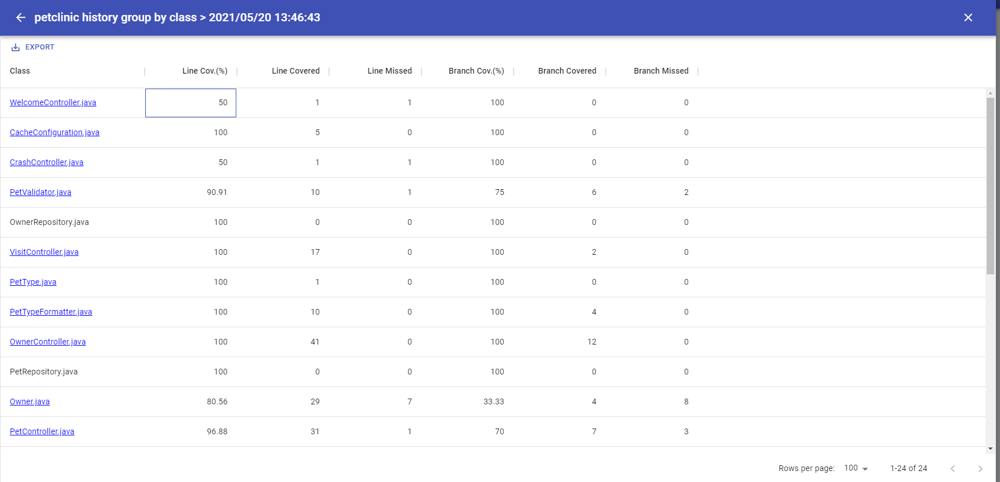 petclinic history group by class > 2021/05/20 13:46:43
EXPORT
Class Line Cov.(%) Line Covered Line Missed Branch Cov.(%) Branch Covered Branch Missed
WelcomeController.java 50 1 1 100 0 0
CacheConfiguration.java 100 5 0 100 0 0
CrashController.java 50 1 1 100 0 0
PetValidator.java 90.91 10 1 75 6 2
OwnerRepository.java 100 0 0 100 0 0
VisitController.java 100 17 0 100 2 0
PetType.java 100 1 0 100 0 0
PetTypeFormatter.java 100 10 0 100 4 0
OwnerController.java 100 41 0 100 12 0
PetRepository.java 100 0 0 100 0 0
Owner.java 80.56 29 7 33.33 4 8
PetController.java 96.88 31 1 70 7 3
Rows per page: 100 1-24 of 24